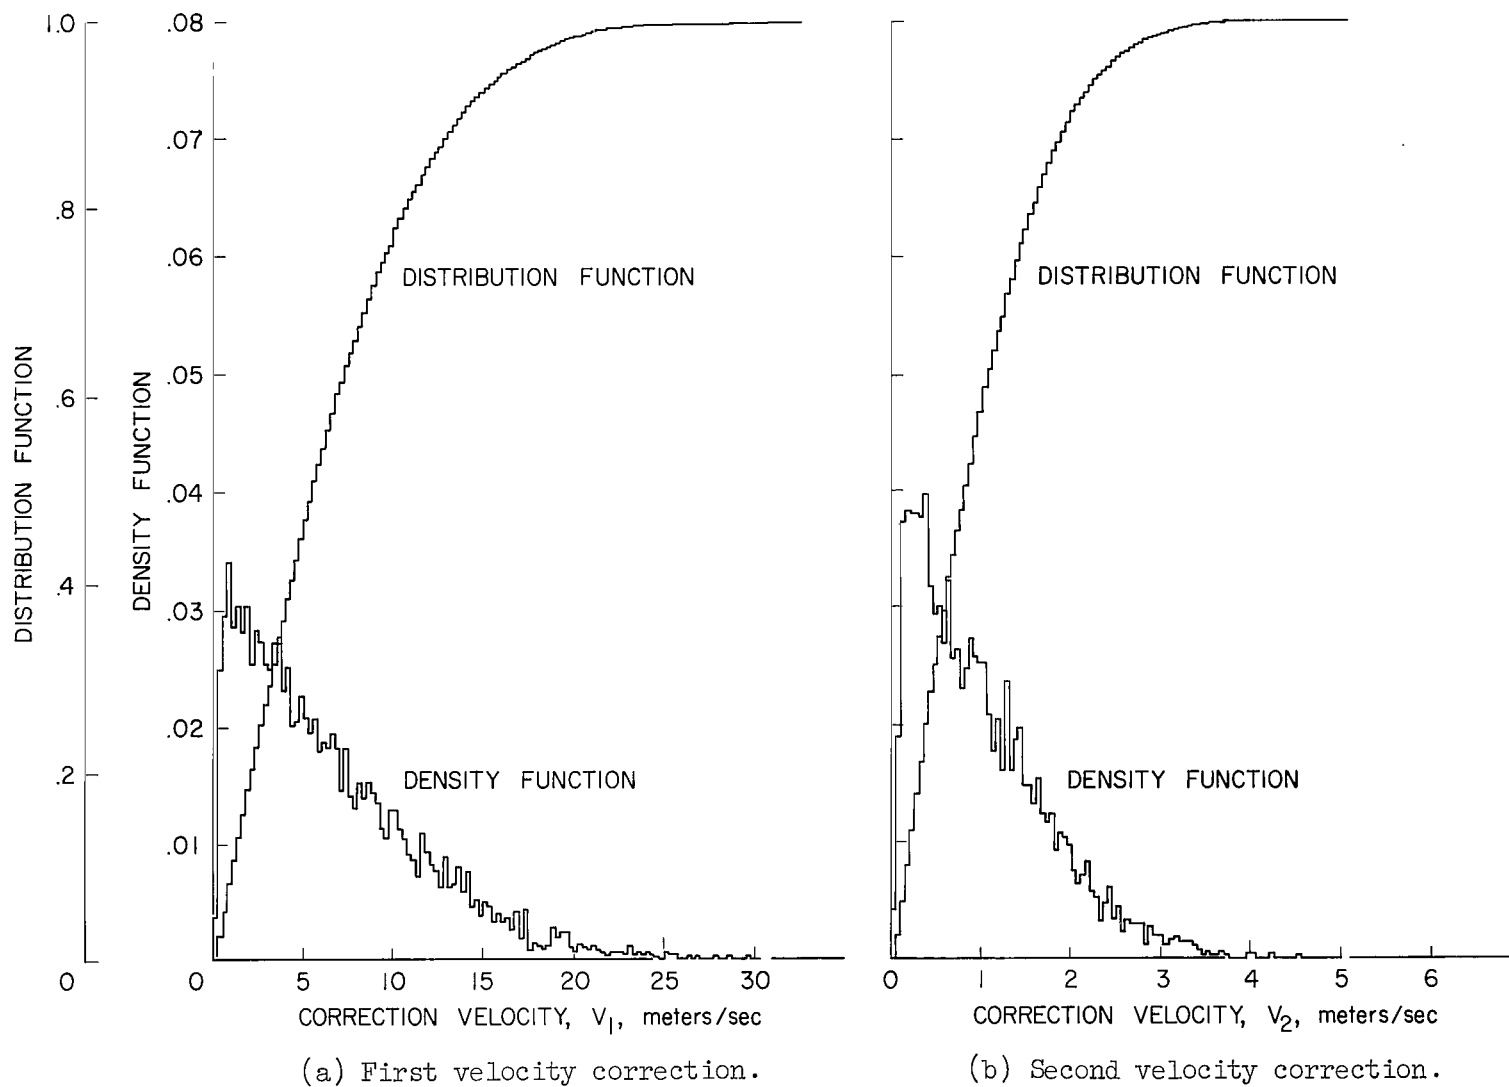 1.0
.8
.6
.4
.2
0
DISTRIBUTION FUNCTION
.08
.07
.06
.05
.04
.03
.02
.01
DENSITY FUNCTION
DISTRIBUTION FUNCTION
DENSITY FUNCTION
0 5 10 15 20 25 30
CORRECTION VELOCITY, V1, meters/sec
(a) First velocity correction.
DISTRIBUTION FUNCTION
DENSITY FUNCTION
0 1 2 3 4 5 6
CORRECTION VELOCITY, V2, meters/sec
(b) Second velocity correction.